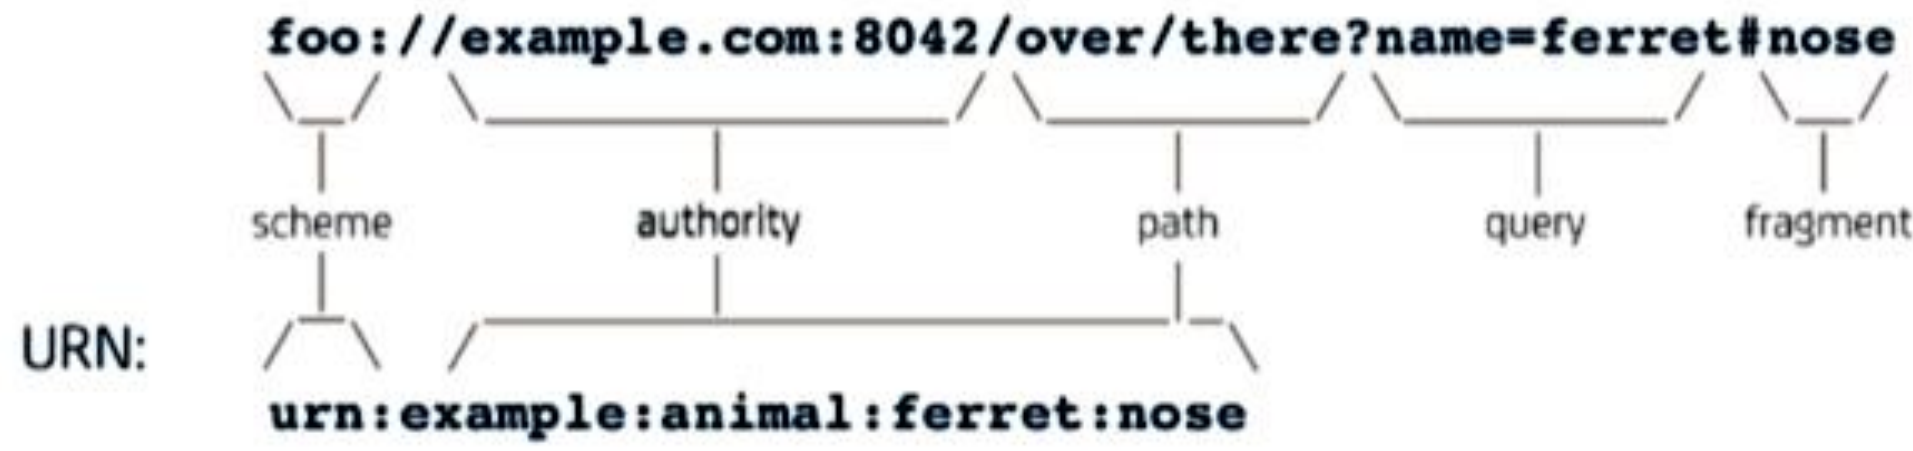 foo://example.com:8042/over/there?name=ferret#nose
scheme authority path query fragment
URN:
urn:example:animal:ferret:nose